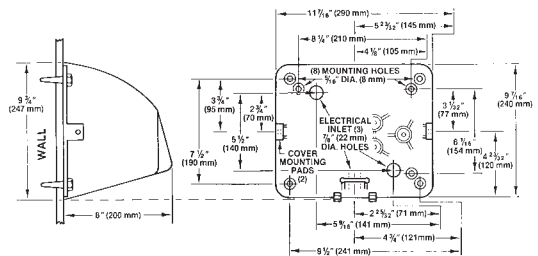 11 7/16" (290 mm)
5 23/32" (145 mm)
8 1/4" (210 mm)
4 1/8" (105 mm)
(8) MOUNTING HOLES
5/16" DIA. (8 mm)
9 3/4"
(247 mm)
WALL
8" (200 mm)
3 3/4"
(95 mm)
2 3/4"
(70 mm)
7 1/2"
(190 mm)
5 1/2"
(140 mm)
ELECTRICAL
INLET (3)
7/8" (22 mm)
DIA. HOLES
COVER
MOUNTING
PADS
(2)
3 1/32"
(77 mm)
9 7/16"
(240 mm)
6 1/16"
(154 mm)
4 23/32"
(120 mm)
2 25/32" (71 mm)
5 9/16" (141 mm)
4 3/4" (121mm)
9 1/2" (241 mm)